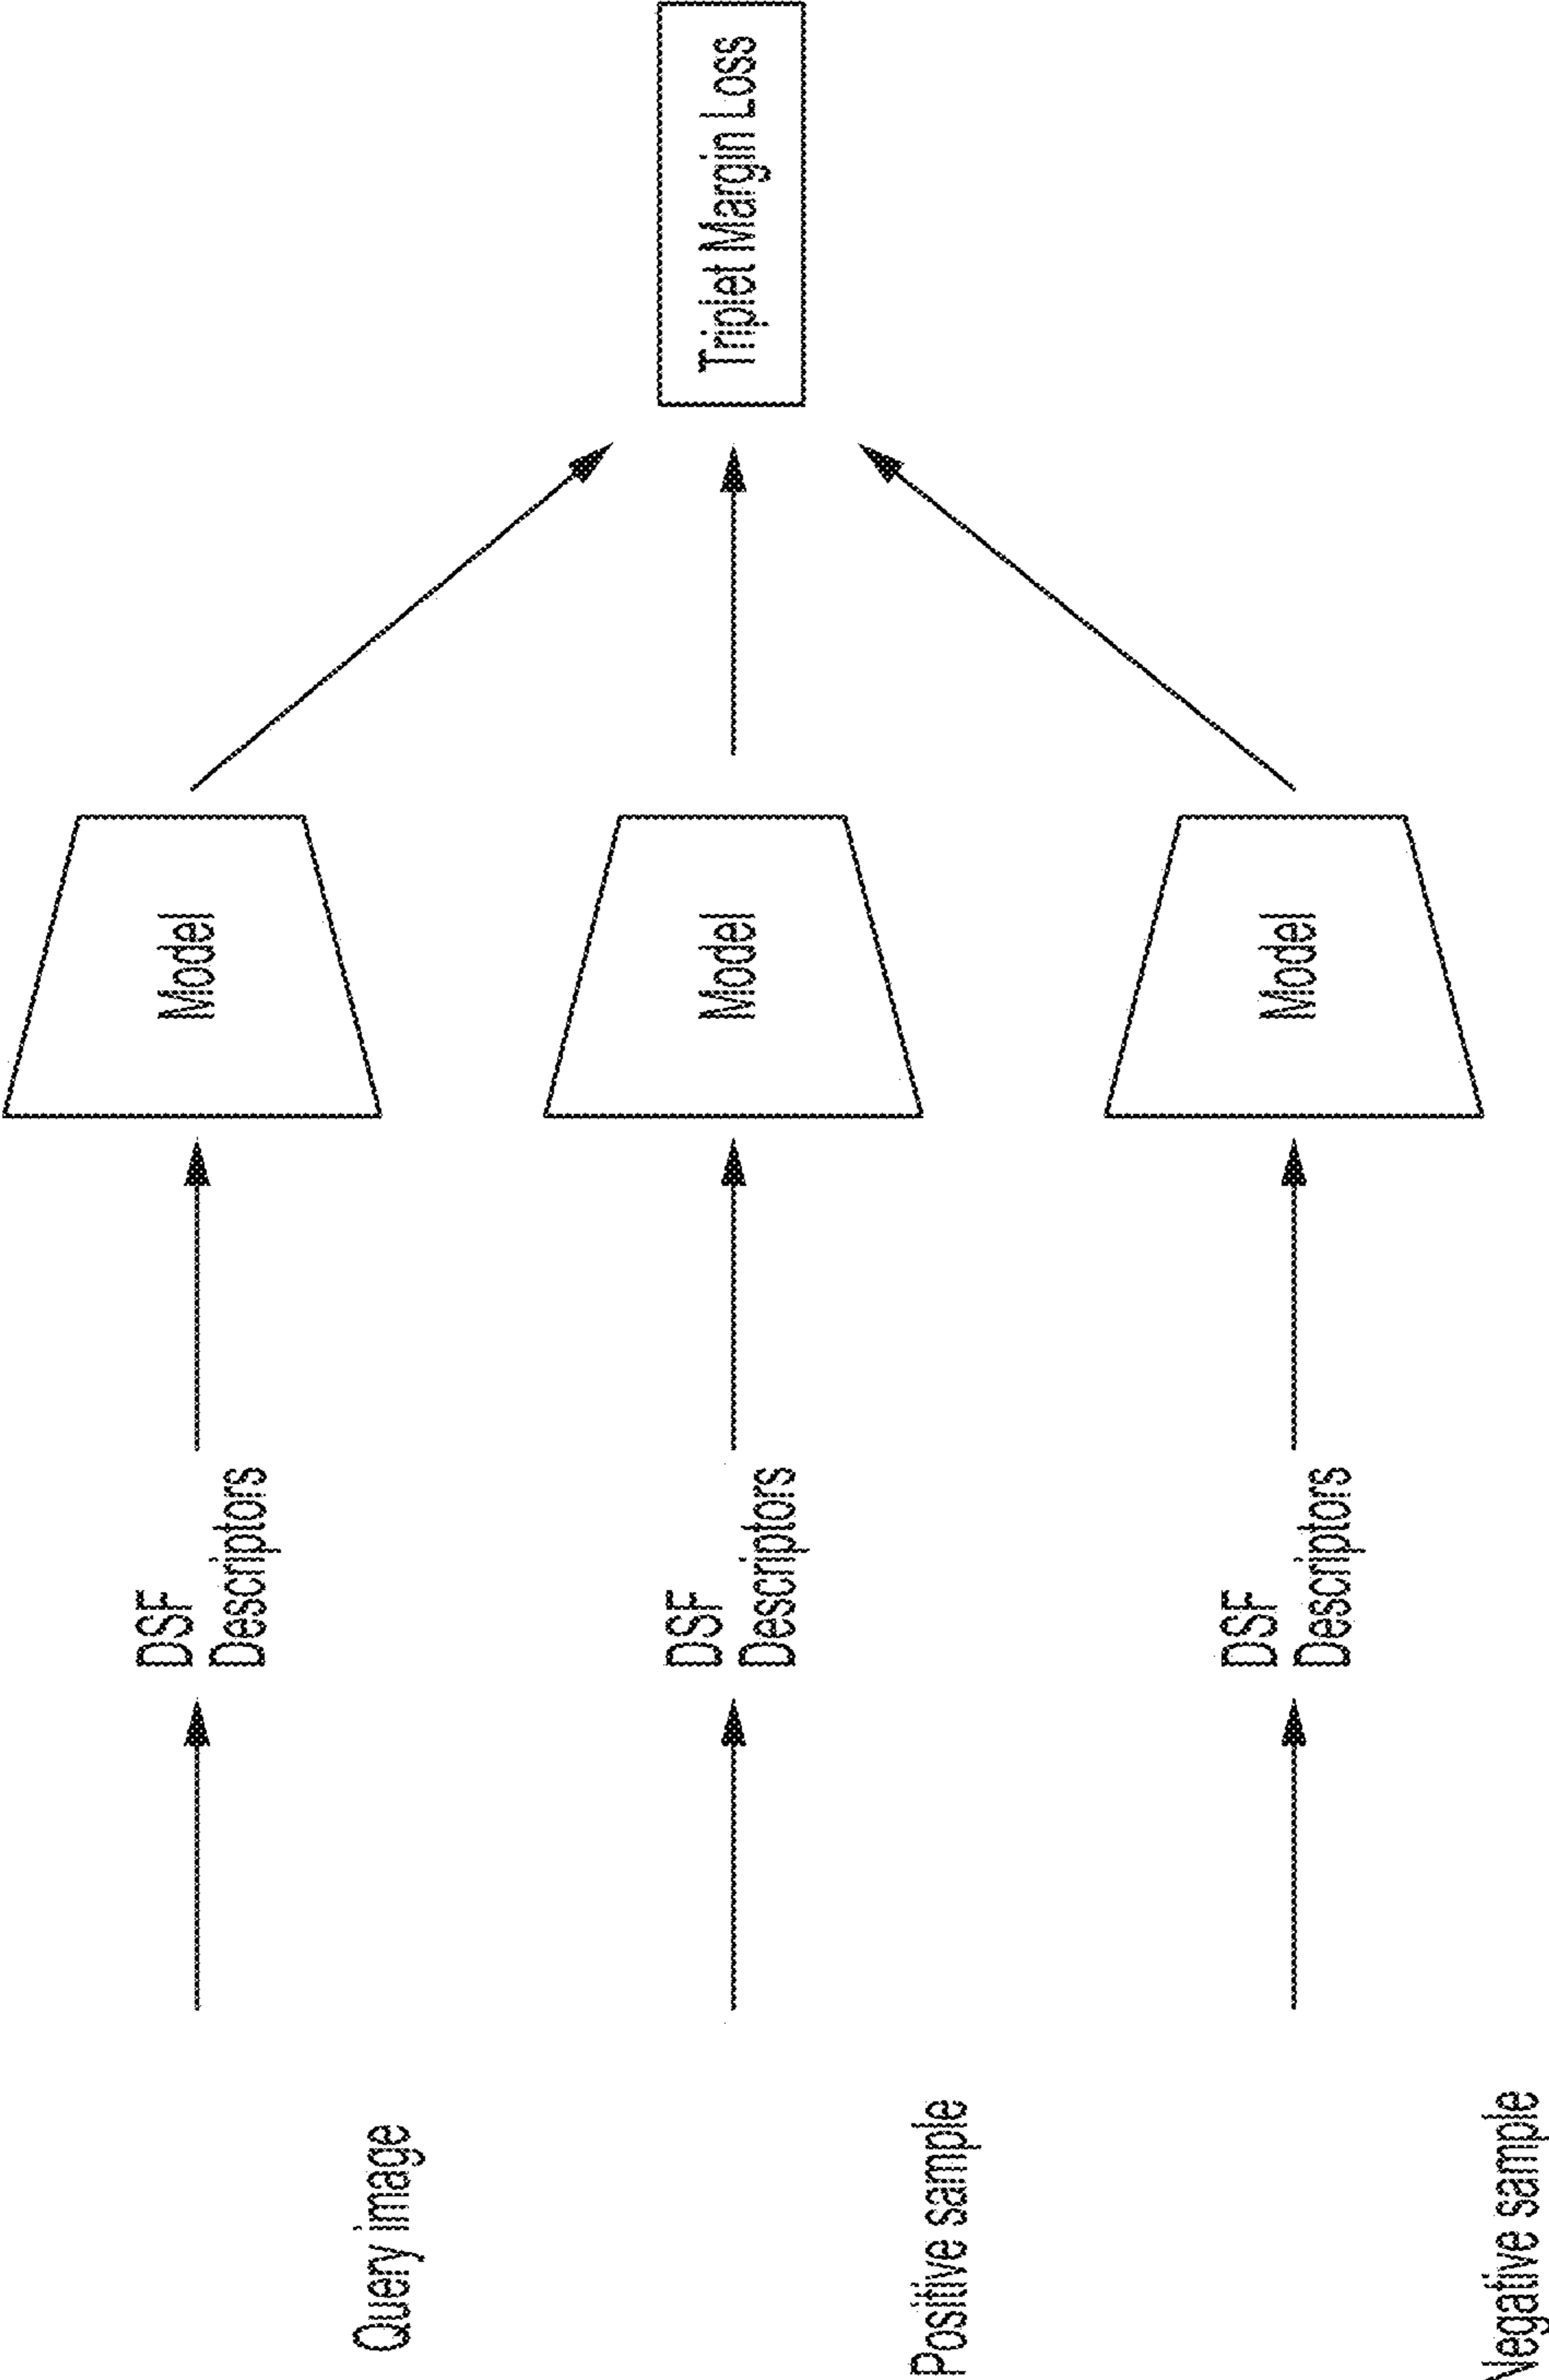 Query image
DSF
Descriptors
Model
Positive sample
DSF
Descriptors
Model
Triplet Margin Loss
Negative sample
DSF
Descriptors
Model